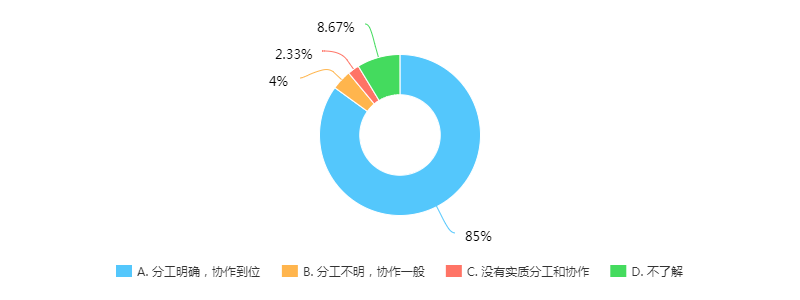 8.67%
2.33%
4%
85%
A. 分工明确，协作到位 B. 分工不明，协作一般 C. 没有实质分工和协作 D. 不了解